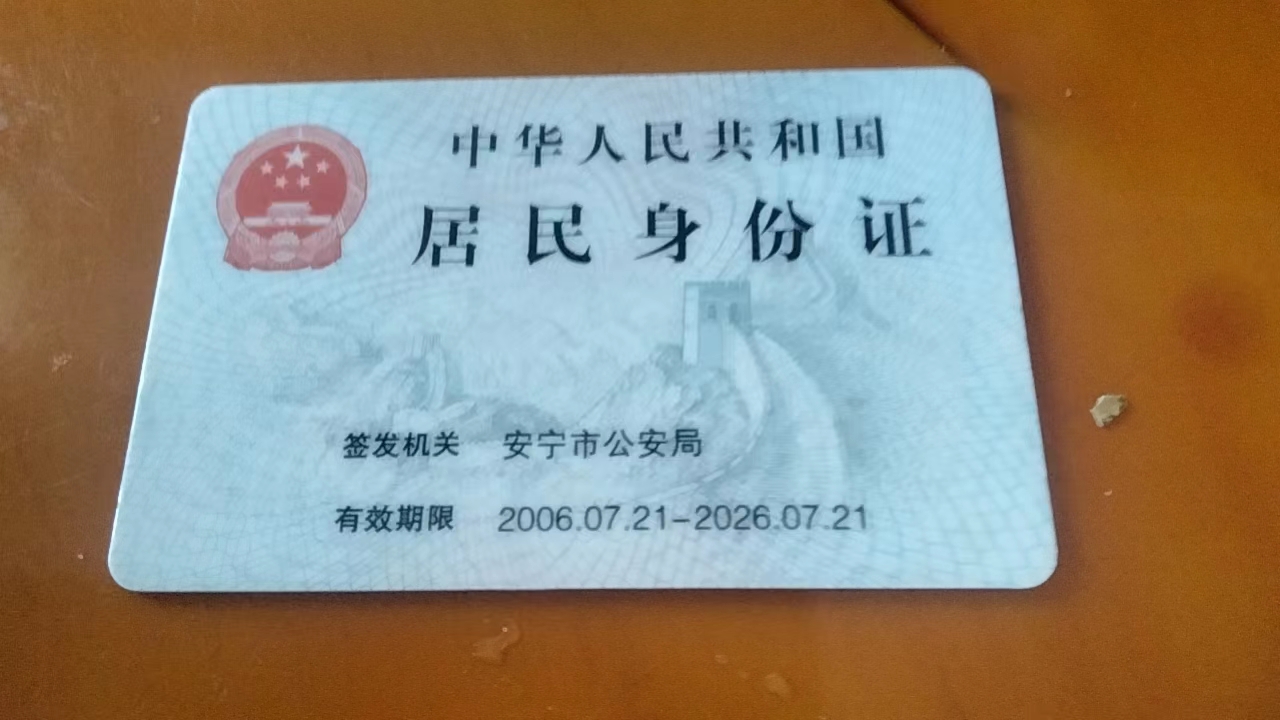 中华人民共和国
居民身份证
签发机关 安宁市公安局
有效期限 2006.07.21-2026.07.21